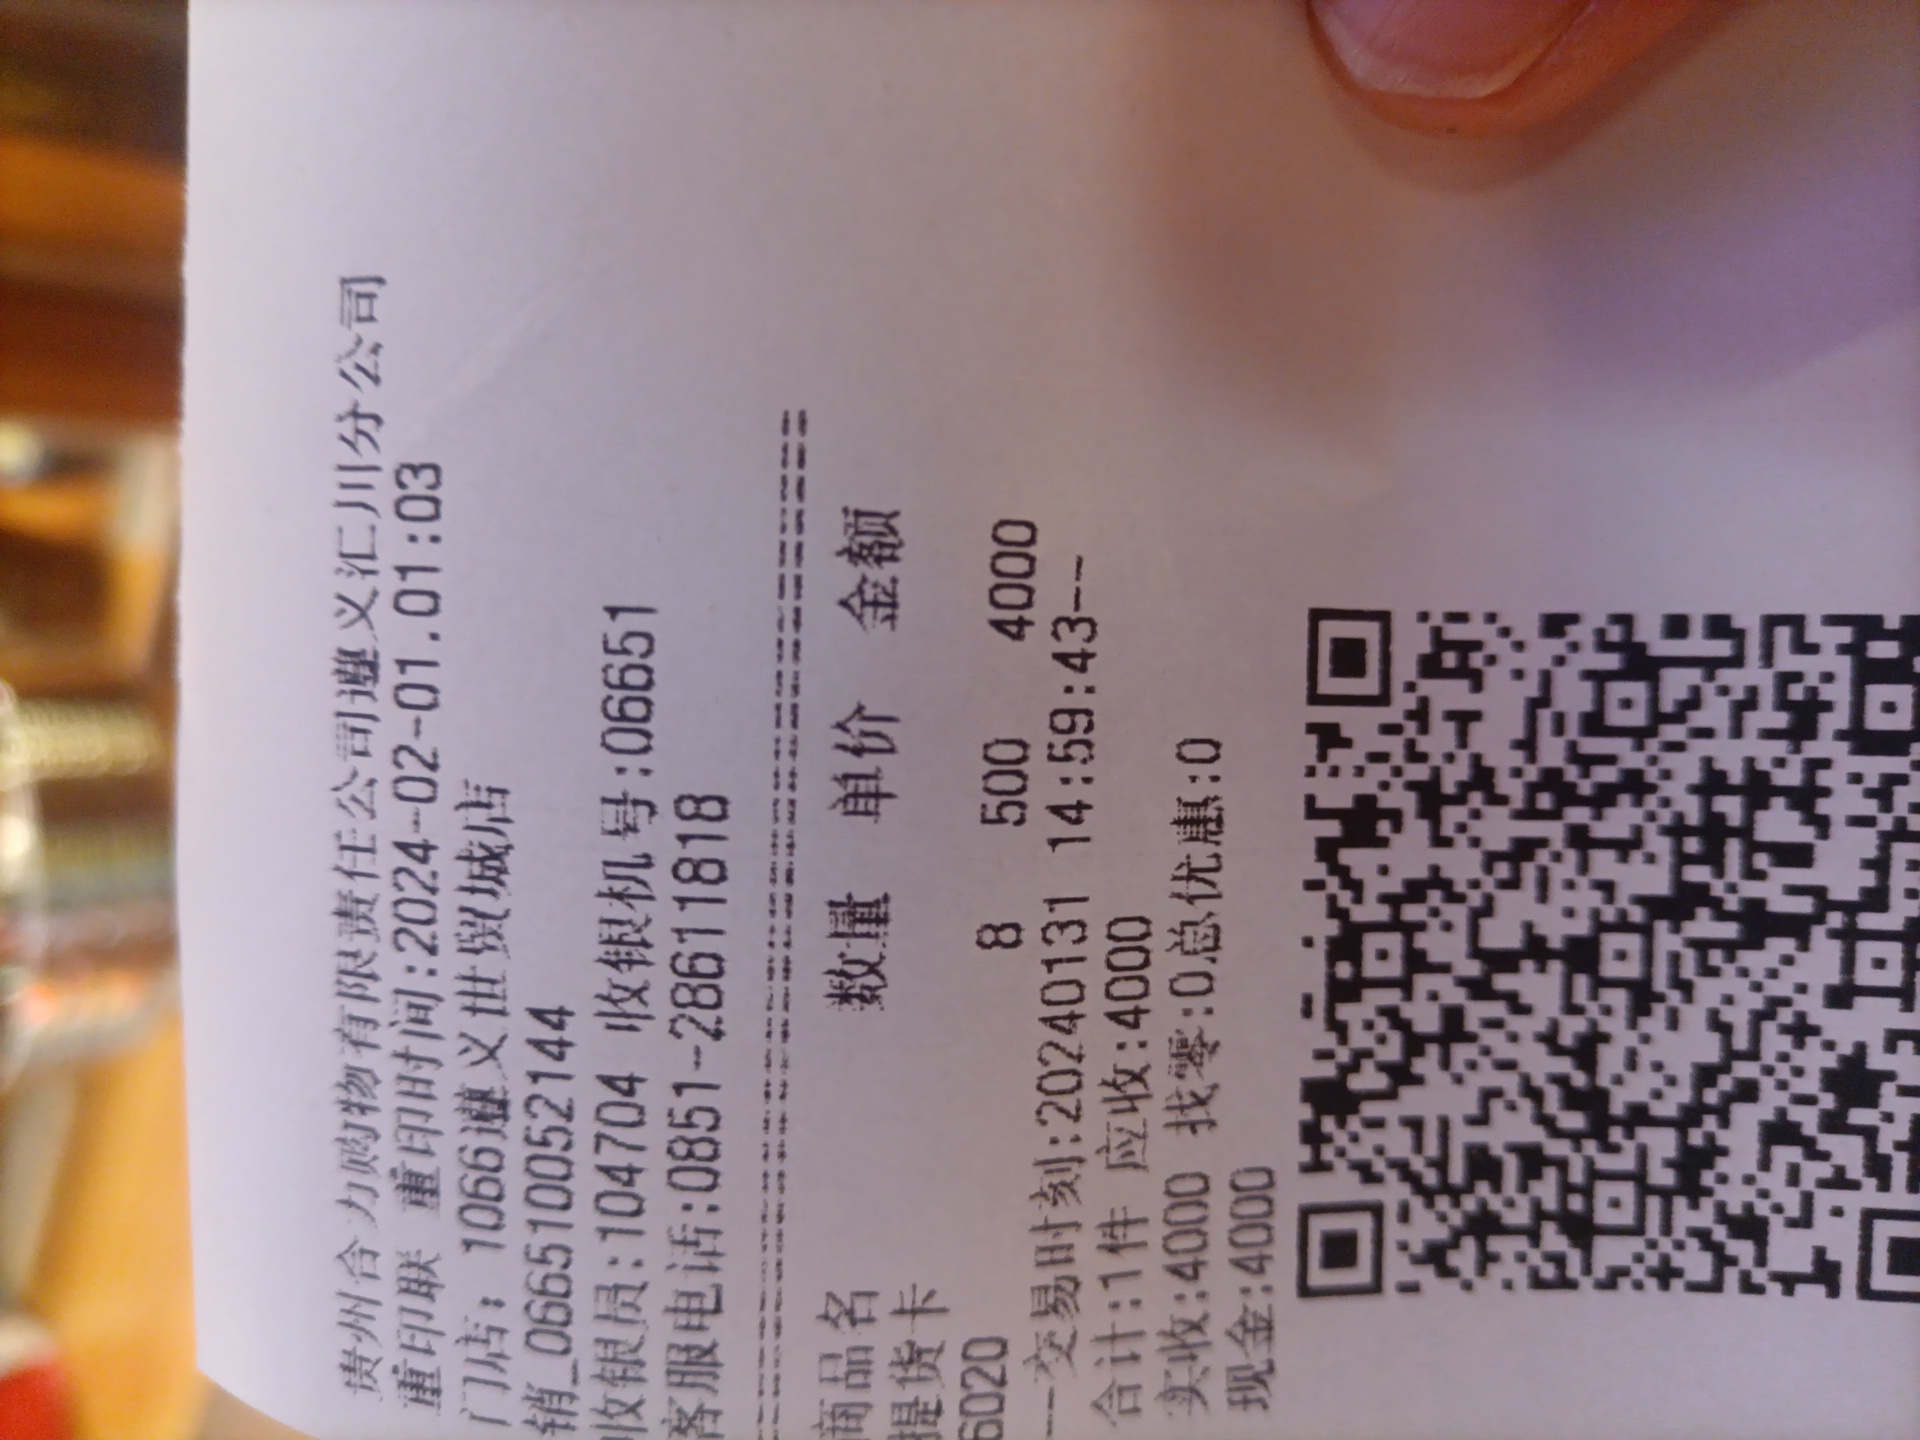 贵州合力购物有限责任公司遵义汇川分公司
重印联 重印时间:2024-02-01.01:03
门店: 1066遵义世贸城店
销_066510052144
收银员:104704 收银机号:06651
客服电话:0851-28611818
商品名 数量 单价 金额
提货卡
6020 8 500 4000
--交易时刻:20240131 14:59:43--
合计:1件 应收:4000
实收:4000 找零:0总优惠:0
现金:4000